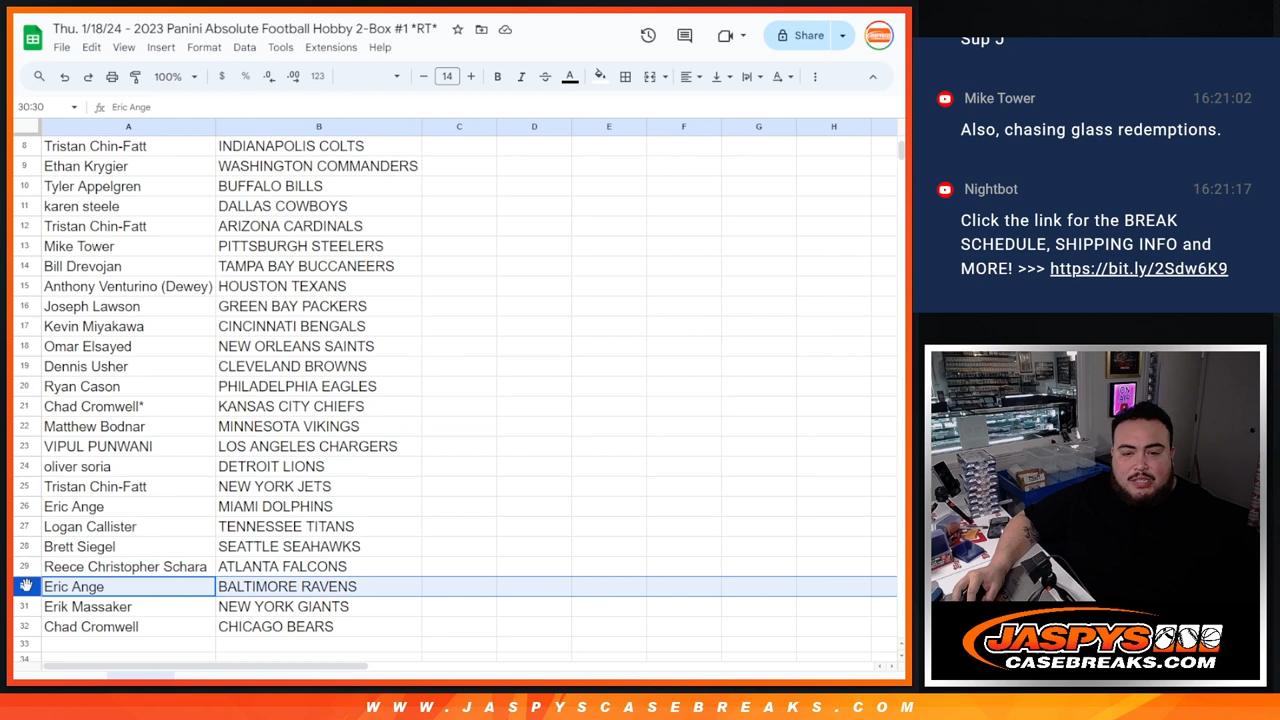 Thu. 1/18/24 - 2023 Panini Absolute Football Hobby 2-Box #1 *RT*
File Edit View Insert Format Data Tools Extensions Help
Share
100% $ % .0 .00 123 14 B I A
30:30 Eric Ange
A B C D E F G H
8 Tristan Chin-Fatt INDIANAPOLIS COLTS
9 Ethan Krygier WASHINGTON COMMANDERS
10 Tyler Appelgren BUFFALO BILLS
11 karen steele DALLAS COWBOYS
12 Tristan Chin-Fatt ARIZONA CARDINALS
13 Mike Tower PITTSBURGH STEELERS
14 Bill Drevojan TAMPA BAY BUCCANEERS
15 Anthony Venturino (Dewey) HOUSTON TEXANS
16 Joseph Lawson GREEN BAY PACKERS
17 Kevin Miyakawa CINCINNATI BENGALS
18 Omar Elsayed NEW ORLEANS SAINTS
19 Dennis Usher CLEVELAND BROWNS
20 Ryan Cason PHILADELPHIA EAGLES
21 Chad Cromwell* KANSAS CITY CHIEFS
22 Matthew Bodnar MINNESOTA VIKINGS
23 VIPUL PUNWANI LOS ANGELES CHARGERS
24 oliver soria DETROIT LIONS
25 Tristan Chin-Fatt NEW YORK JETS
26 Eric Ange MIAMI DOLPHINS
27 Logan Callister TENNESSEE TITANS
28 Brett Siegel SEATTLE SEAHAWKS
29 Reece Christopher Schara ATLANTA FALCONS
Eric Ange BALTIMORE RAVENS
31 Erik Massaker NEW YORK GIANTS
32 Chad Cromwell CHICAGO BEARS
33
34
Sup J
Mike Tower 16:21:02
Also, chasing glass redemptions.
Nightbot 16:21:17
Click the link for the BREAK
SCHEDULE, SHIPPING INFO and
MORE! >>> https://bit.ly/2Sdw6K9
ON AIR
JASPYS
CASEBREAKS.COM
WWW.JASPYSCASEBREAKS.COM